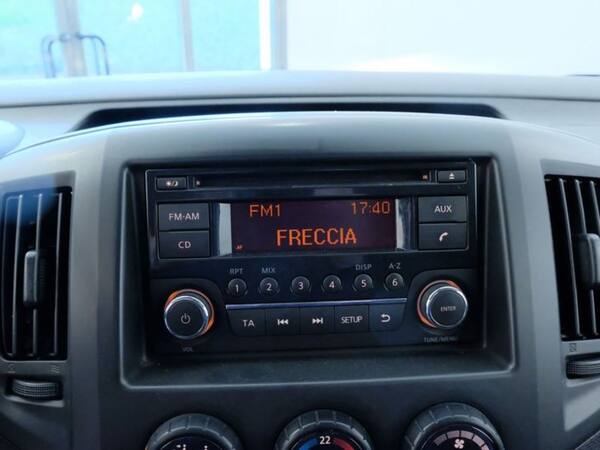 FM1 17:40
AF FRECCIA
FM-AM
CD
AUX
RPT MIX DISP A-Z
1 2 3 4 5 6
TA SETUP
VOL
ENTER
TUNE/MENU
22